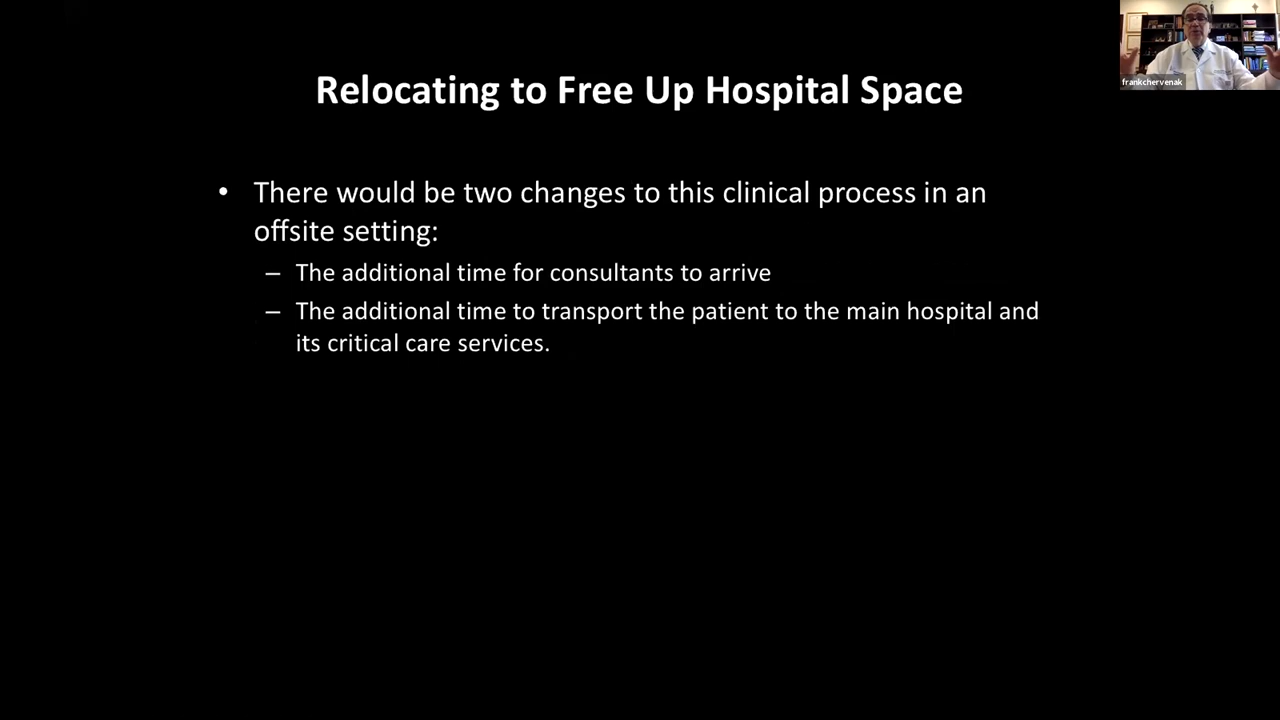 Relocating to Free Up Hospital Space
frankchervenak
• There would be two changes to this clinical process in an
offsite setting:
– The additional time for consultants to arrive
– The additional time to transport the patient to the main hospital and
its critical care services.